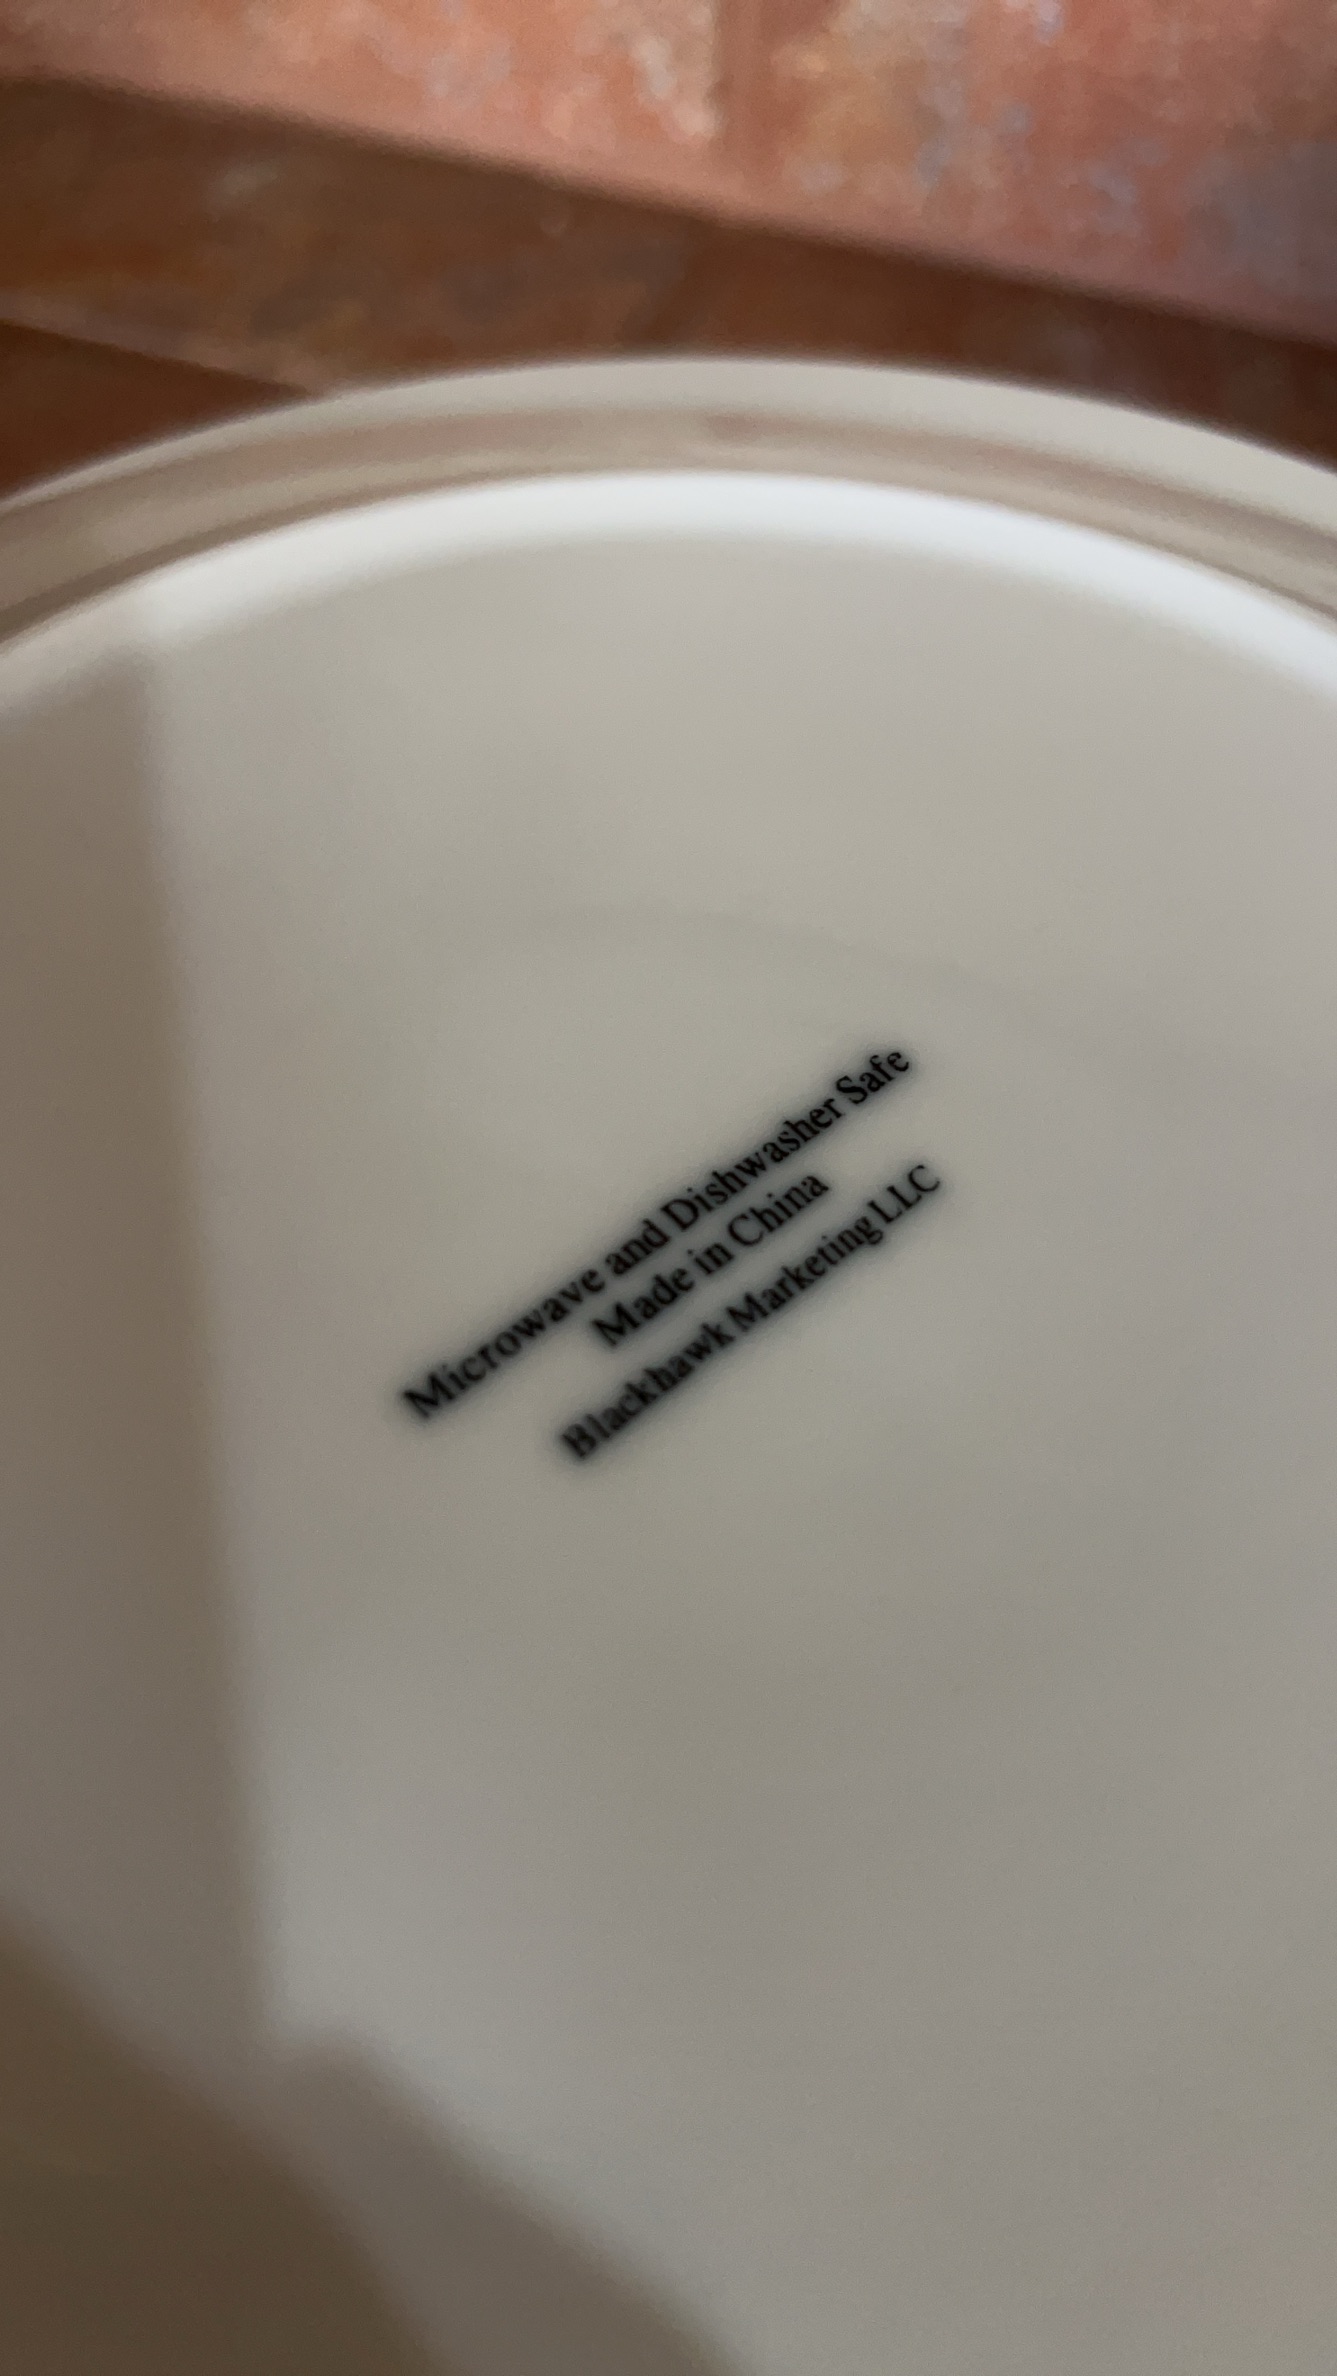 Microwave and Dishwasher Safe
Made in China
Blackhawk Marketing LLC